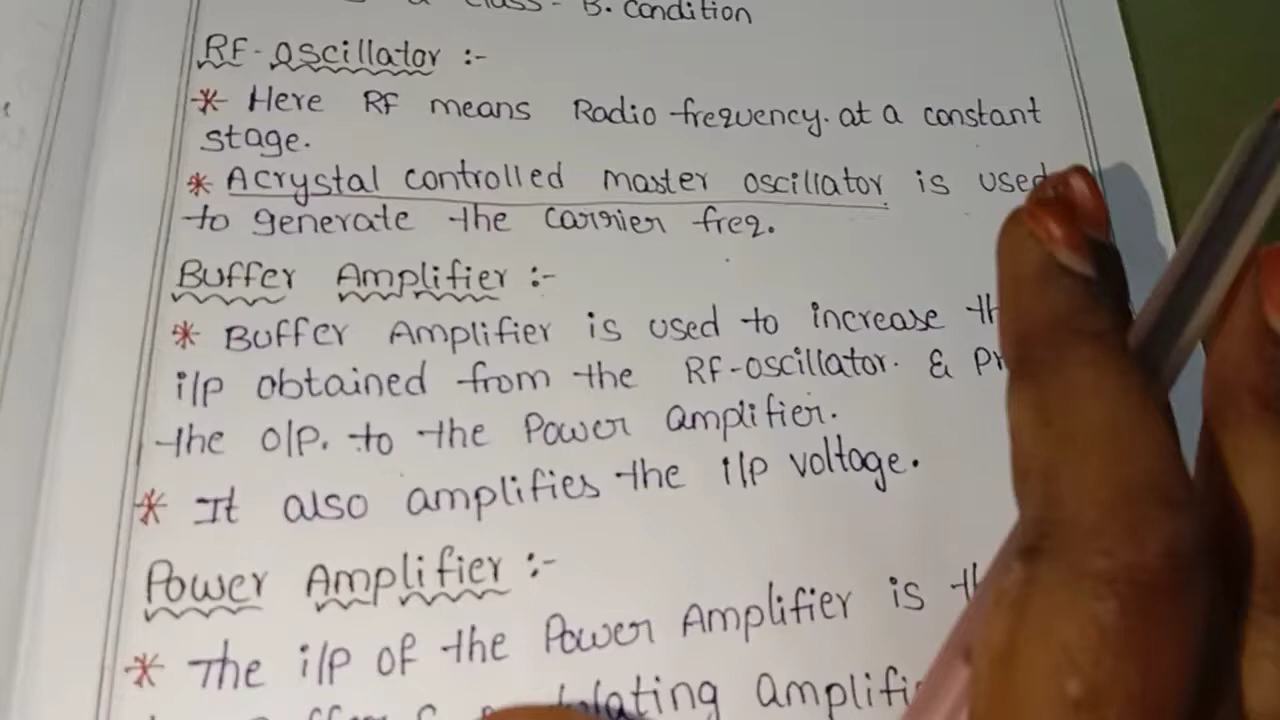 Class - B. Condition
RF - Oscillator :-
* Here RF means Radio frequency. at a constant
stage.
* Acrystal controlled master oscillator is used
to generate the carrier freq.
Buffer Amplifier :-
* Buffer Amplifier is used to increase
i/p obtained from the RF-oscillator. &
the o/p. to the Power amplifier.
* It also amplifies the i/p voltage.
Power Amplifier :-
* The i/p of the Power Amplifier is